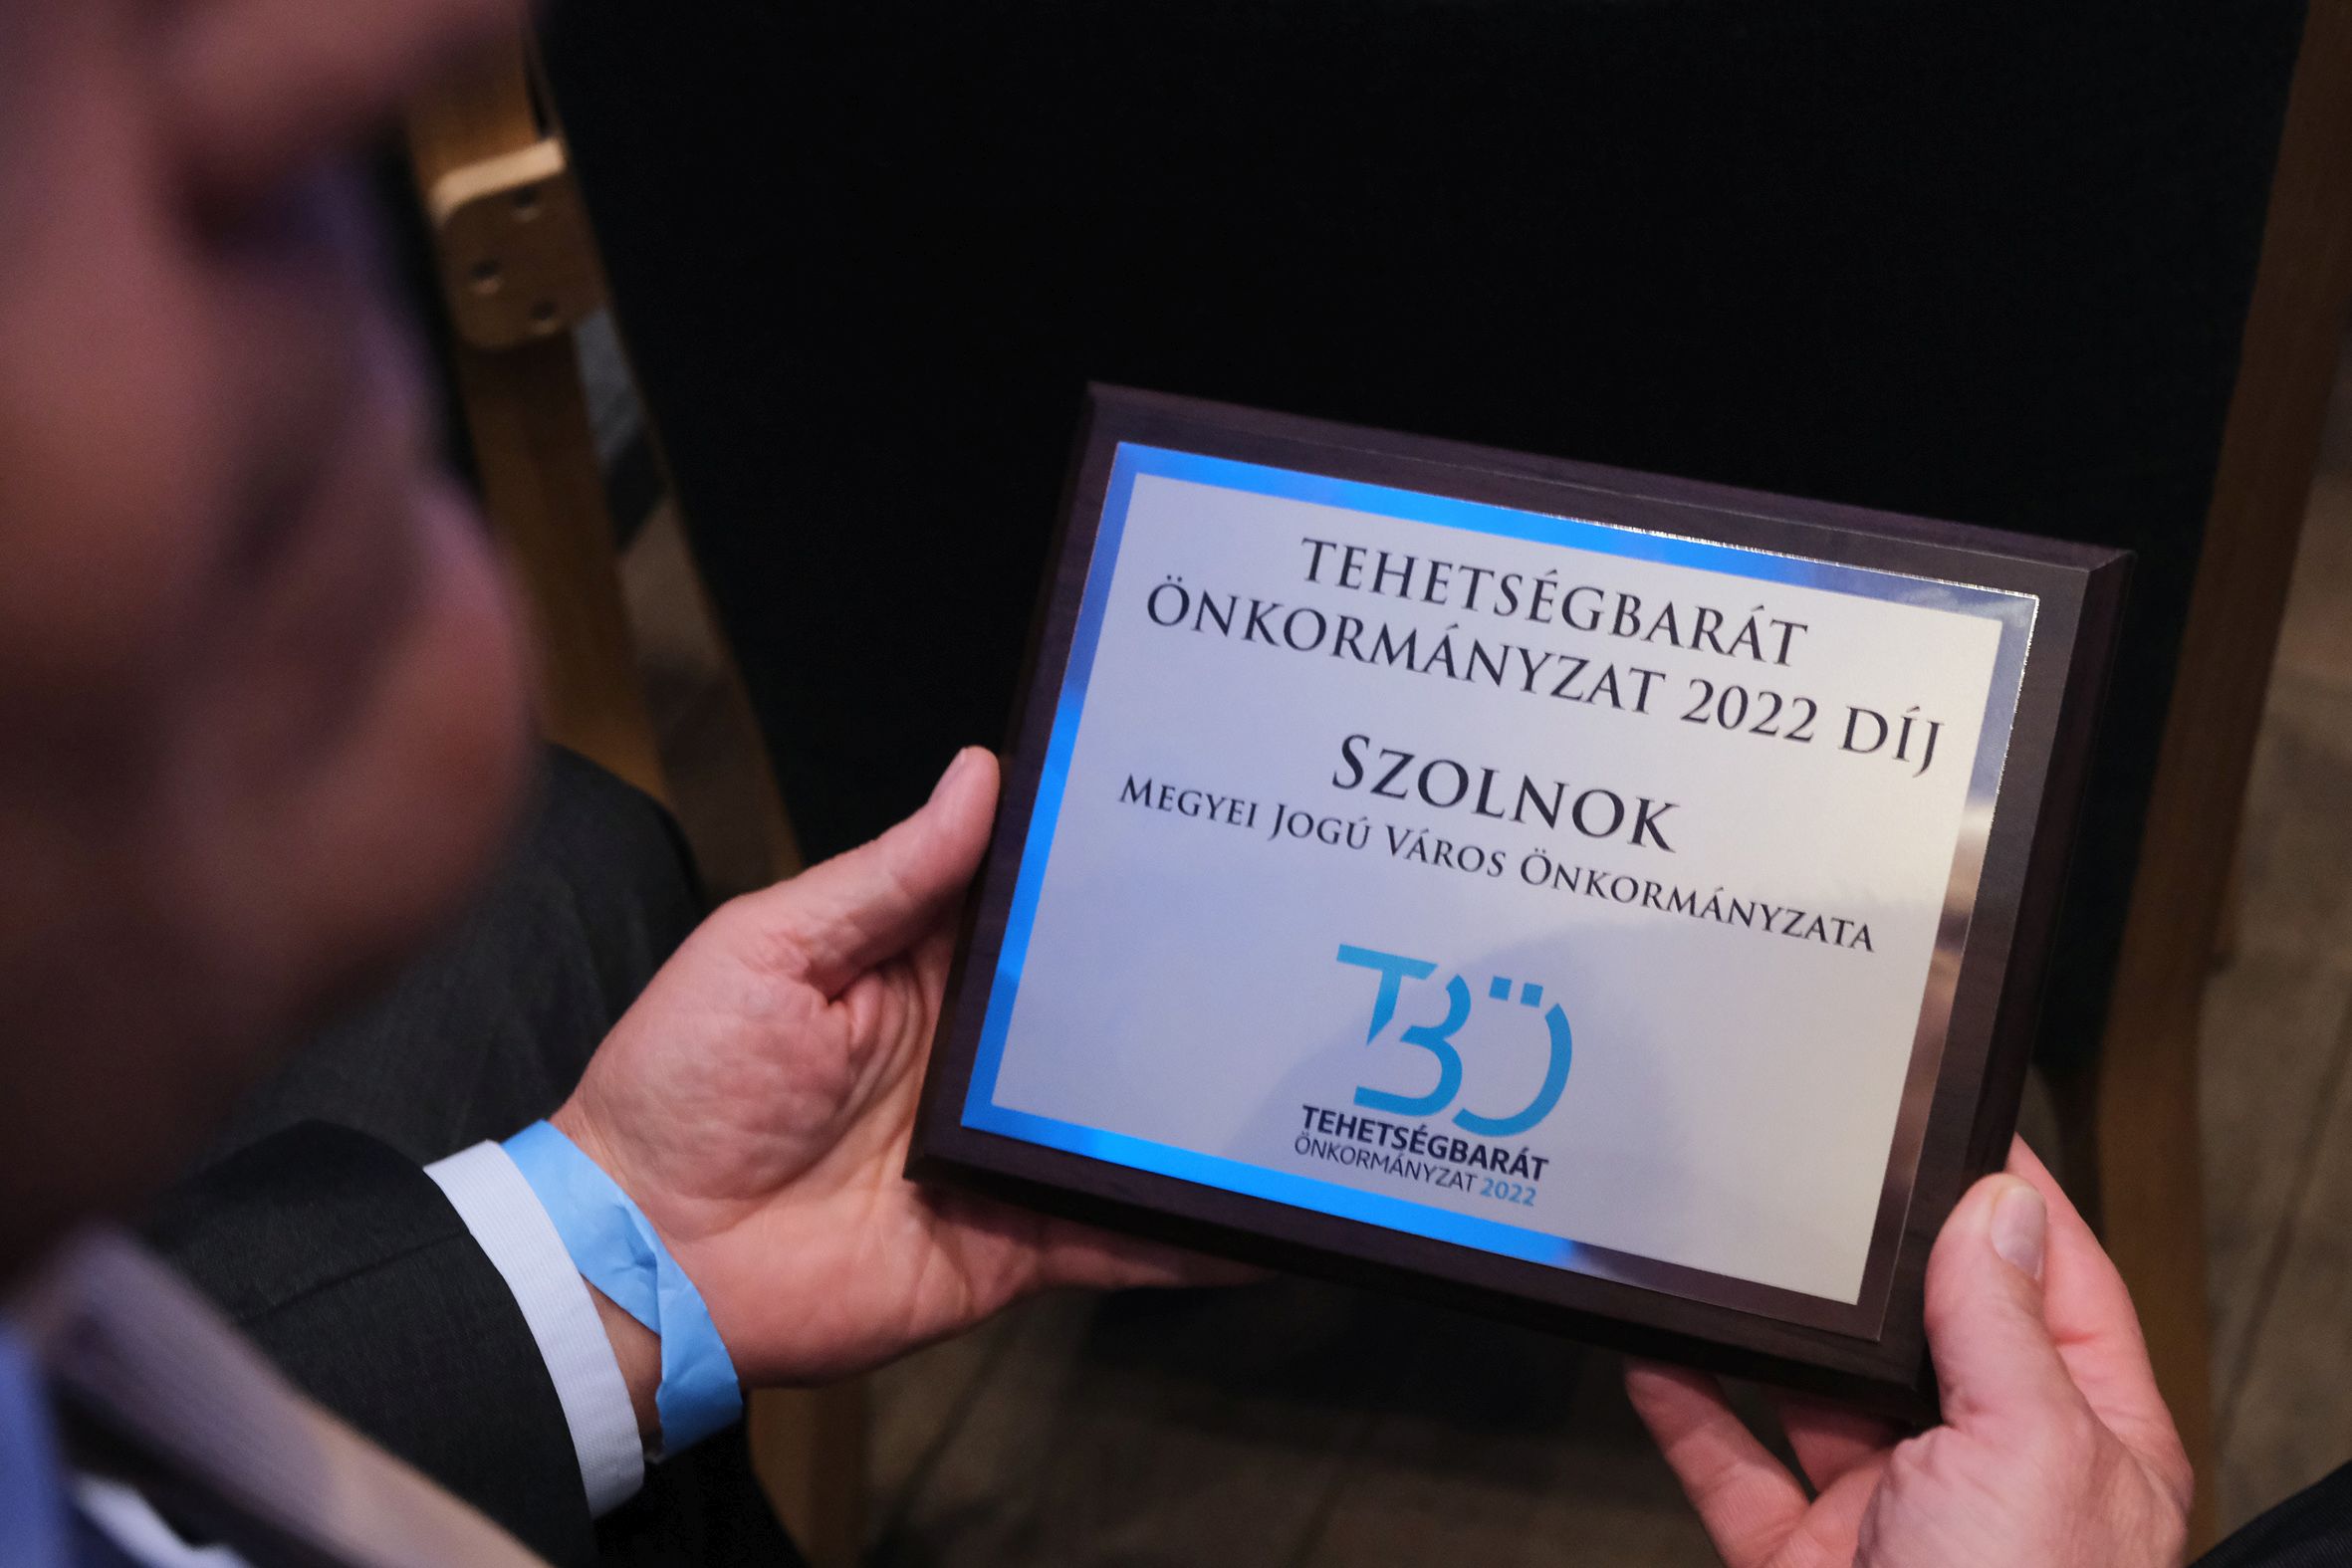 TEHETSÉGBARÁT
ÖNKORMÁNYZAT 2022 DÍJ
SZOLNOK
MEGYEI JOGÚ VÁROS ÖNKORMÁNYZATA
TBÖ
TEHETSÉGBARÁT
ÖNKORMÁNYZAT 2022